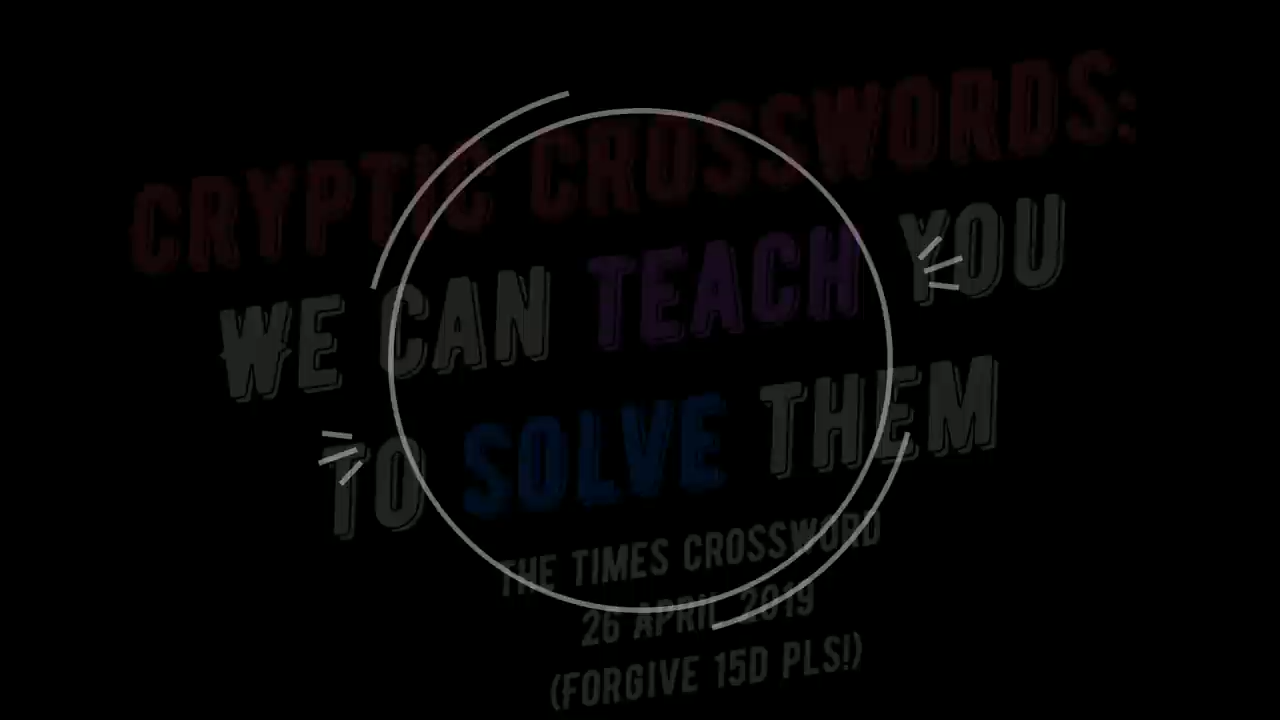 CRYPTIC CROSSWORDS:
WE CAN TEACH YOU
TO SOLVE THEM
THE TIMES CROSSWORD
26 APRIL 2019
(FORGIVE 15D PLS!)